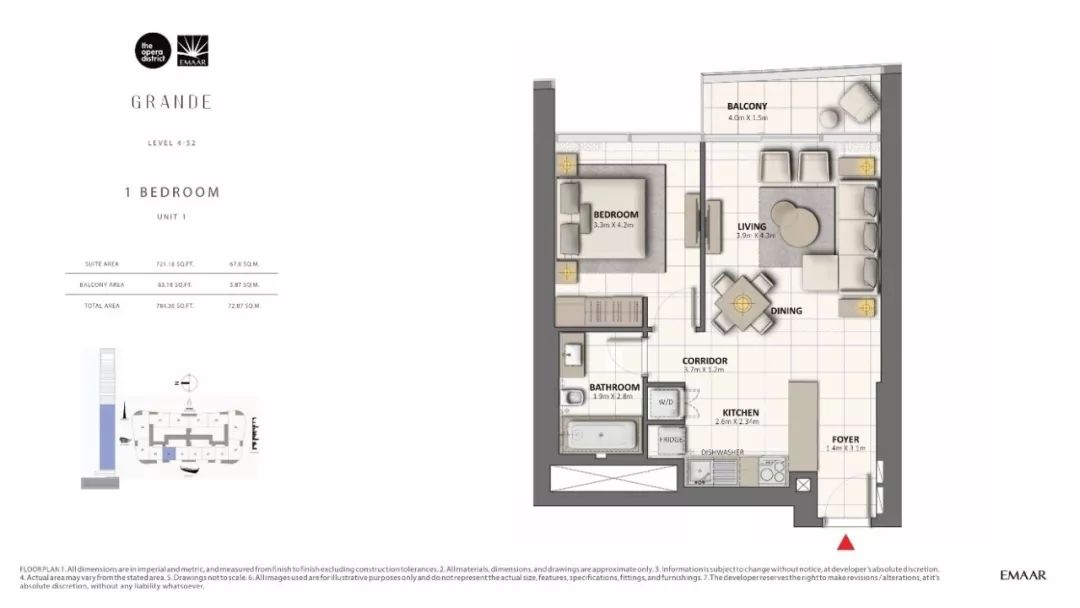 the
opera
district
EMAAR
GRANDE
LEVEL 4-52
1 BEDROOM
UNIT 1
SUITE AREA 721.18 SQ.FT. 67.0 SQ.M.
BALCONY AREA 63.18 SQ.FT. 5.87 SQ.M.
TOTAL AREA 784.36 SQ.FT. 72.87 SQ.M.
N
BALCONY
4.0m X 1.5m
BEDROOM
3.3m X 4.2m
LIVING
3.9m X 4.3m
DINING
CORRIDOR
3.7m X 1.2m
BATHROOM
1.9m X 2.8m
W/D
KITCHEN
2.6m X 2.34m
FRIDGE
DISHWASHER
FOYER
1.4m X 3.1m
FLOOR PLAN 1. All dimensions are in imperial and metric, and measured from finish to finish excluding construction tolerances. 2. All materials, dimensions, and drawings are approximate only. 3. Information is subject to change without notice, at developer's absolute discretion.
4. Actual area may vary from the stated area. 5. Drawings not to scale. 6. All images used are for illustrative purposes only and do not represent the actual size, features, specifications, fittings, and furnishings. 7. The developer reserves the right to make revisions / alterations, at it's
absolute discretion, without any liability whatsoever.
EMAAR